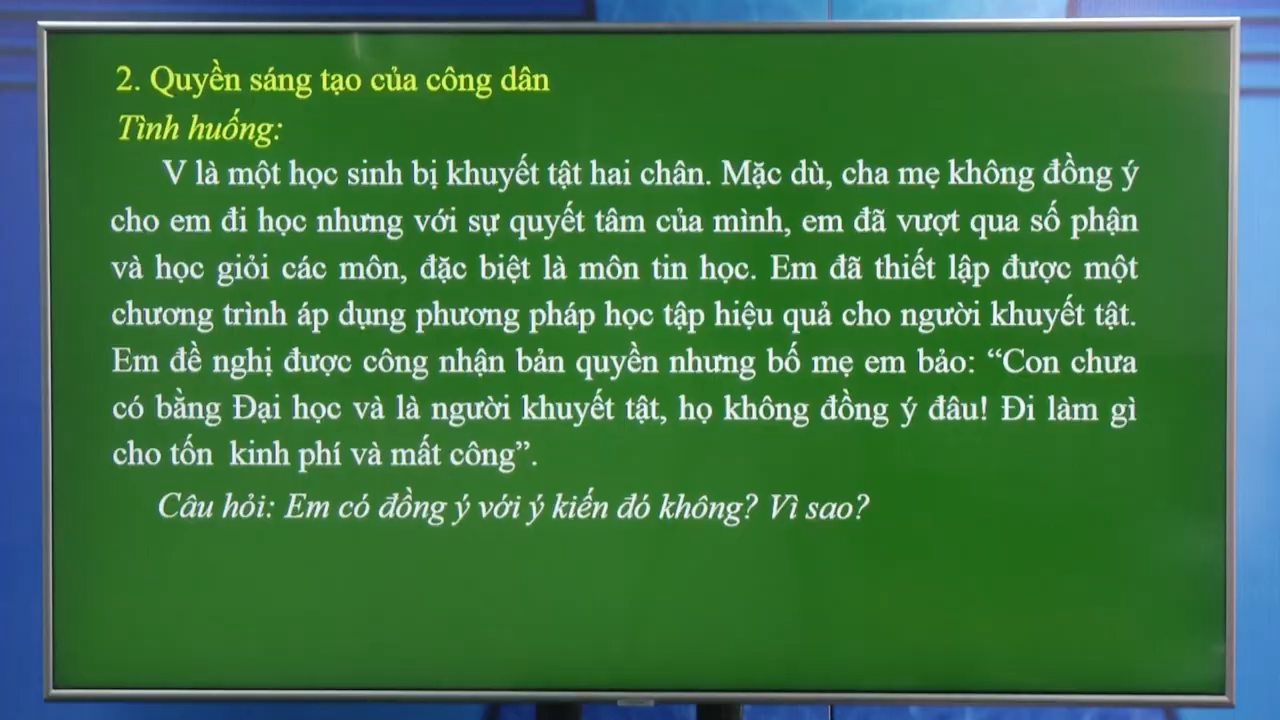 2. Quyền sáng tạo của công dân
Tình huống:
V là một học sinh bị khuyết tật hai chân. Mặc dù, cha mẹ không đồng ý
cho em đi học nhưng với sự quyết tâm của mình, em đã vượt qua số phận
và học giỏi các môn, đặc biệt là môn tin học. Em đã thiết lập được một
chương trình áp dụng phương pháp học tập hiệu quả cho người khuyết tật.
Em đề nghị được công nhận bản quyền nhưng bố mẹ em bảo: “Con chưa
có bằng Đại học và là người khuyết tật, họ không đồng ý đâu! Đi làm gì
cho tốn kinh phí và mất công”.
Câu hỏi: Em có đồng ý với ý kiến đó không? Vì sao?